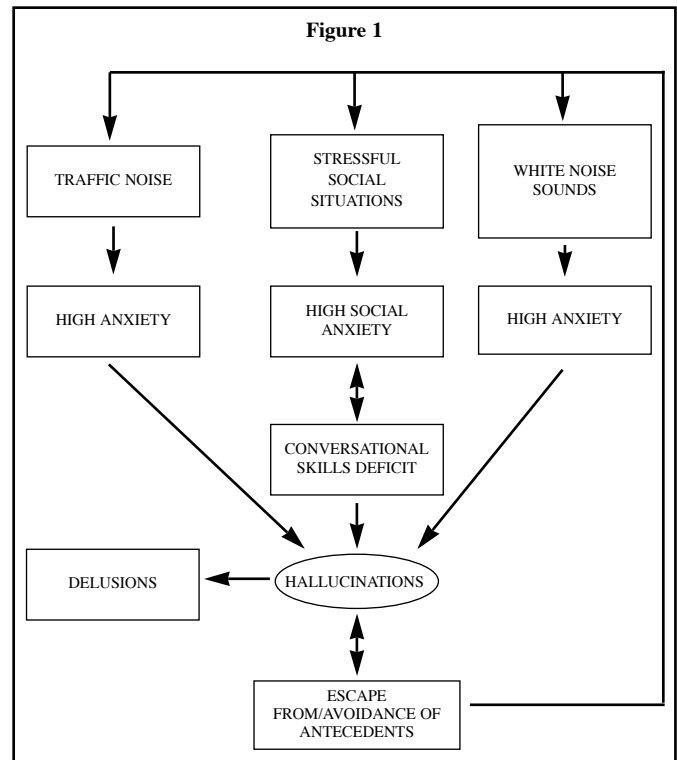 Figure 1
TRAFFIC NOISE
STRESSFUL
SOCIAL
SITUATIONS
WHITE NOISE
SOUNDS
HIGH ANXIETY
HIGH SOCIAL
ANXIETY
HIGH ANXIETY
CONVERSATIONAL
SKILLS DEFICIT
DELUSIONS
HALLUCINATIONS
ESCAPE
FROM/AVOIDANCE OF
ANTECEDENTS